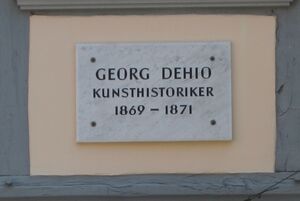 GEORG DEHIO
KUNSTHISTORIKER
1869 – 1871